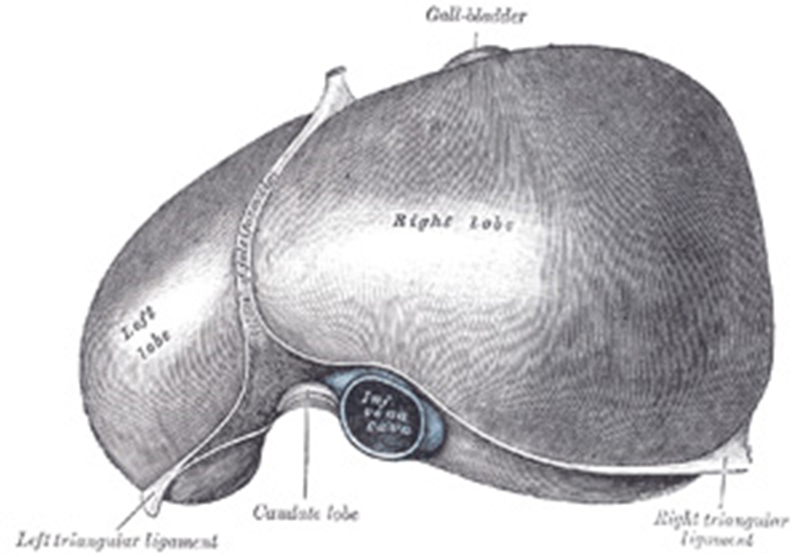 Gall-bladder
Right lobe
Left
lobe
Inf.
vena
cava
Caudate lobe
Left triangular ligament
Right triangular
ligament